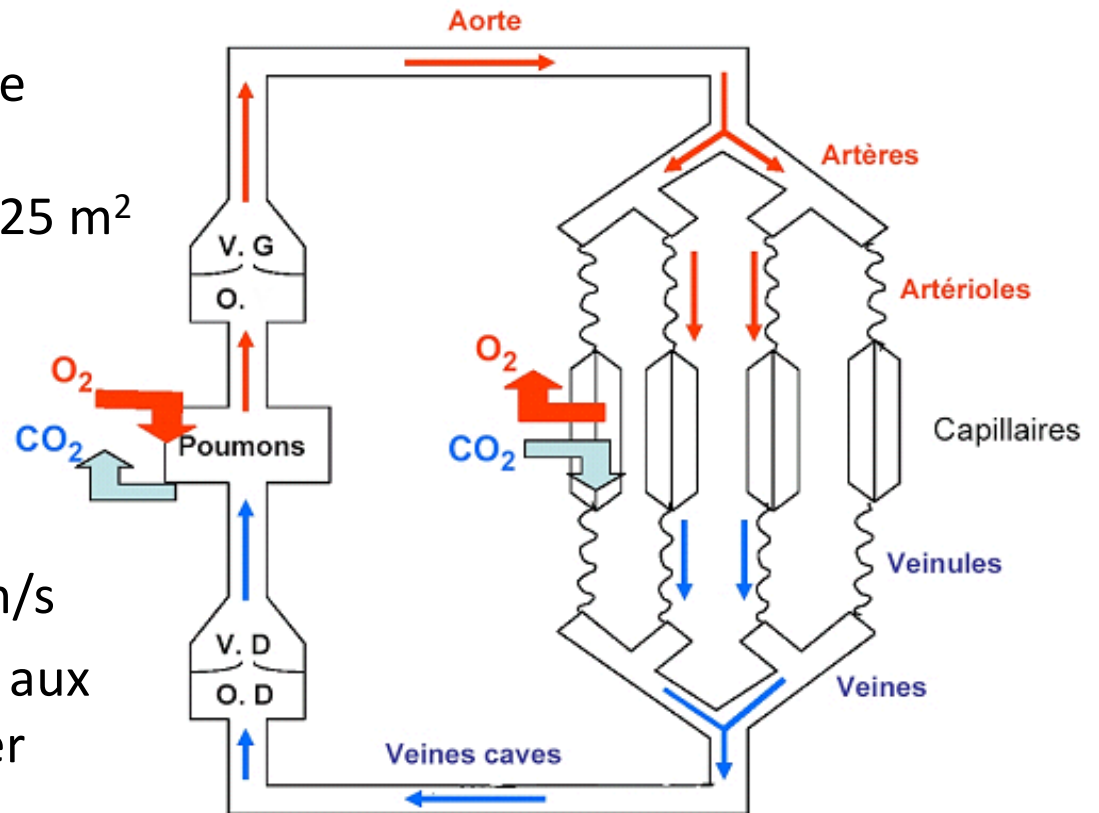 Aorte
e
Artères
25 m²
V. G
O.
Artérioles
O₂
O₂
CO₂
Poumons
CO₂
Capillaires
Veinules
n/s
V. D
aux
O. D
Veines
er
Veines caves